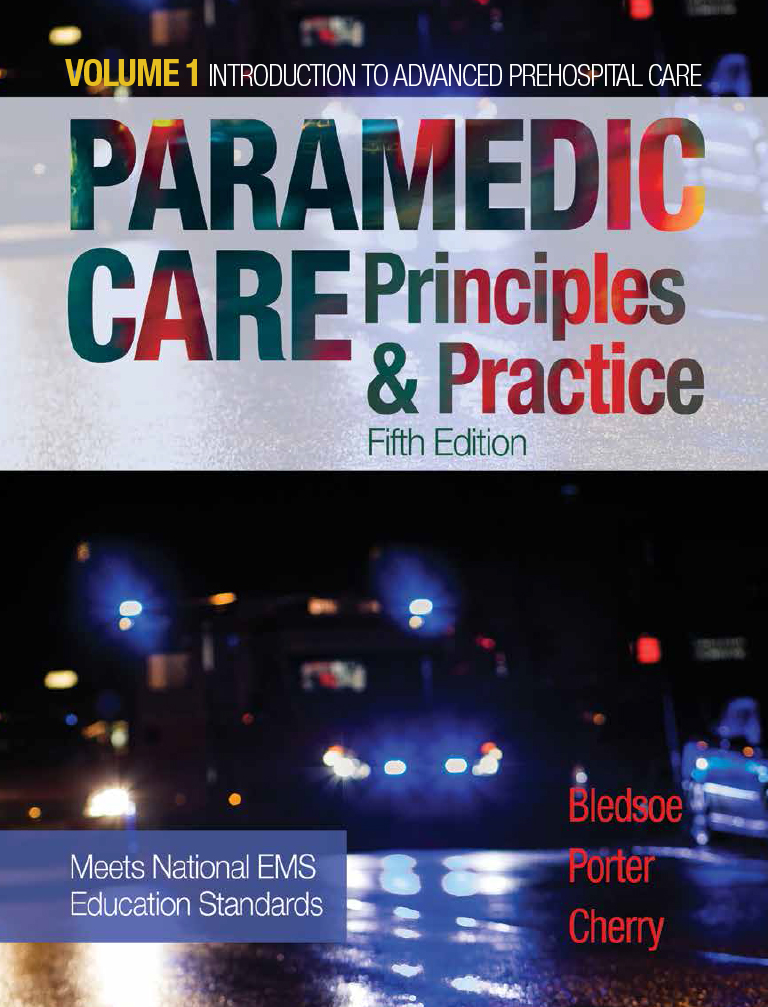 VOLUME 1 INTRODUCTION TO ADVANCED PREHOSPITAL CARE
PARAMEDIC
CARE Principles
& Practice
Fifth Edition
Bledsoe
Porter
Cherry
Meets National EMS
Education Standards